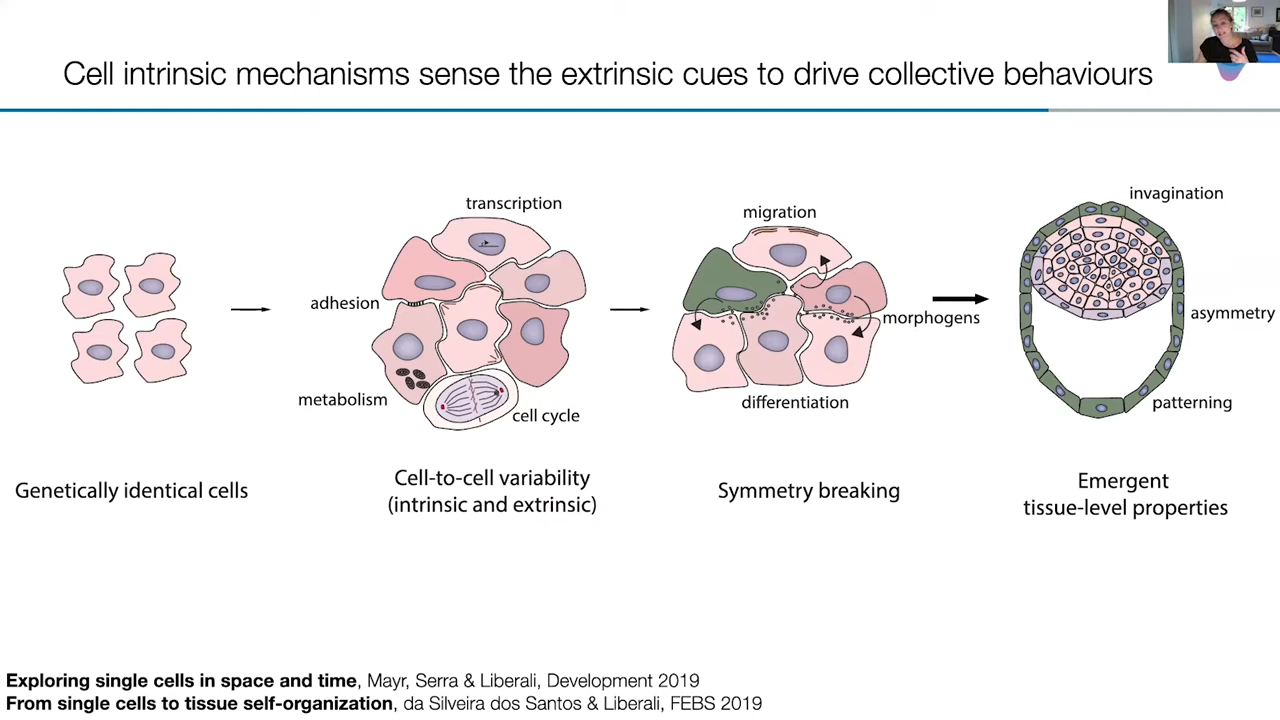 Cell intrinsic mechanisms sense the extrinsic cues to drive collective behaviours
transcription
adhesion
metabolism
cell cycle
migration
morphogens
differentiation
invagination
asymmetry
patterning
Genetically identical cells
Cell-to-cell variability
(intrinsic and extrinsic)
Symmetry breaking
Emergent
tissue-level properties
Exploring single cells in space and time, Mayr, Serra & Liberali, Development 2019
From single cells to tissue self-organization, da Silveira dos Santos & Liberali, FEBS 2019